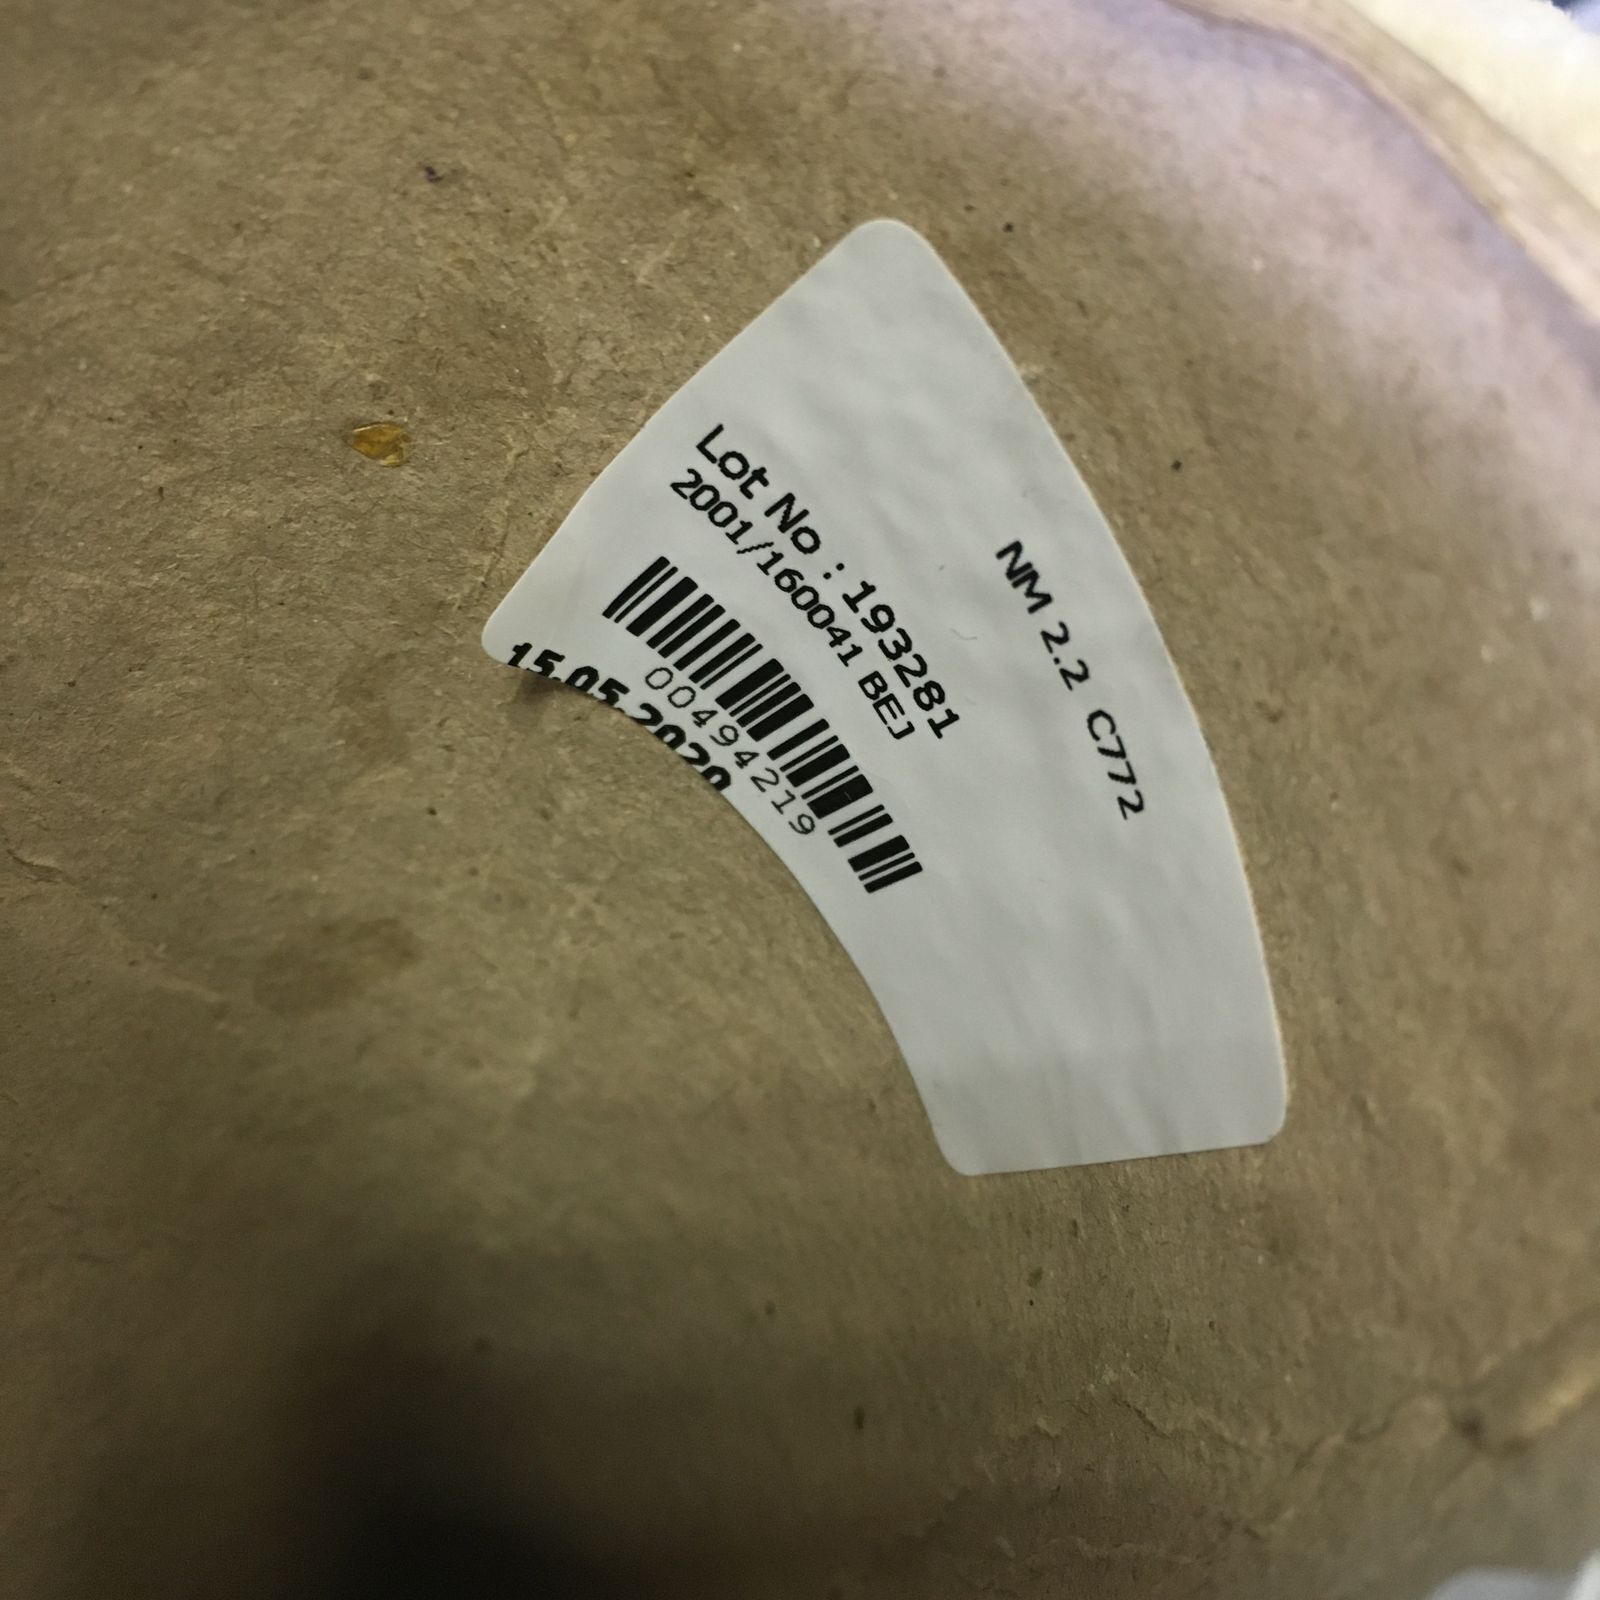 NM 2.2 C772
Lot No : 193281
2001/160041 BEJ
00494219
15.05.2020